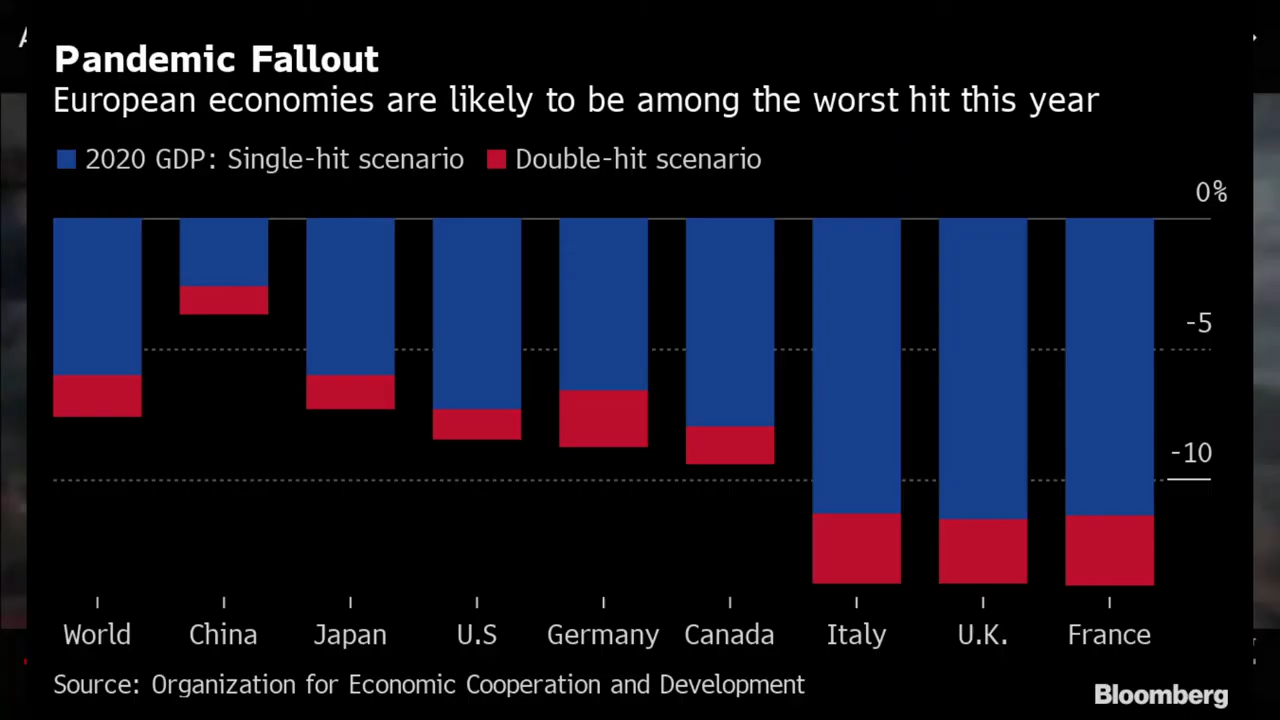 Pandemic Fallout
European economies are likely to be among the worst hit this year
2020 GDP: Single-hit scenario Double-hit scenario
0%
-5
-10
World China Japan U.S Germany Canada Italy U.K. France
Source: Organization for Economic Cooperation and Development
Bloomberg